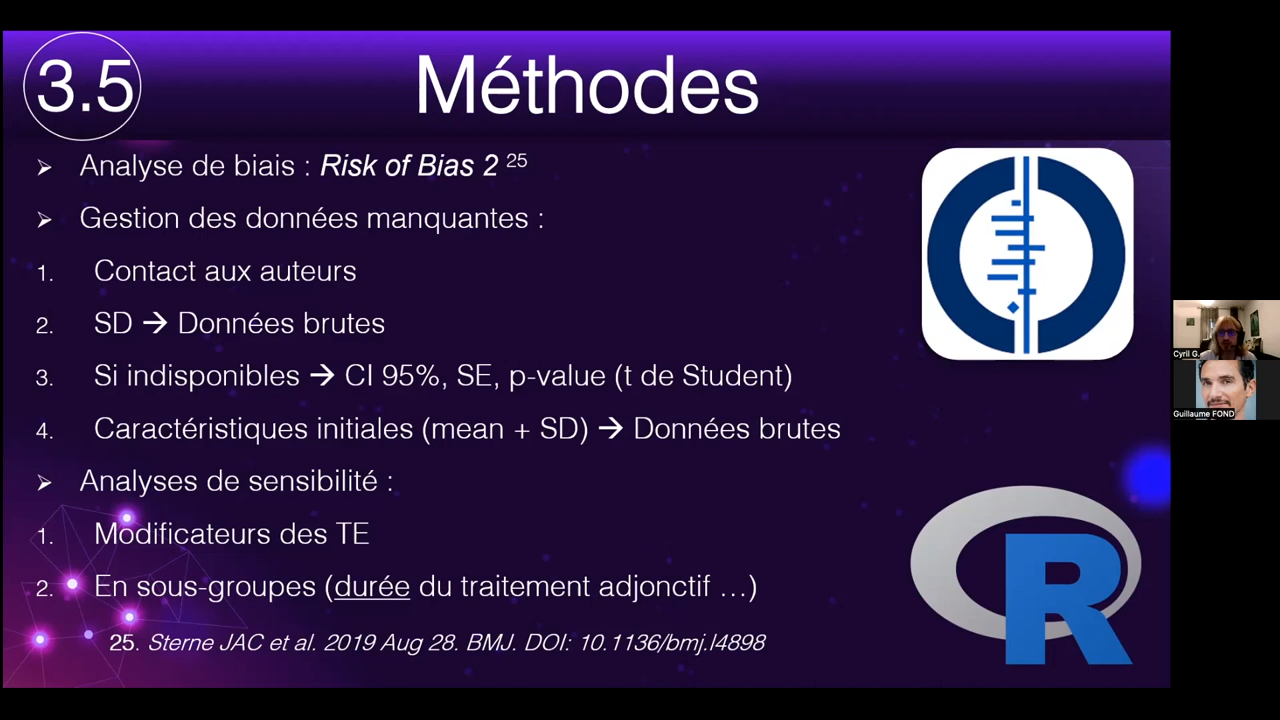 3.5
Méthodes
➢ Analyse de biais : Risk of Bias 2 25
➢ Gestion des données manquantes :
1. Contact aux auteurs
2. SD → Données brutes
3. Si indisponibles → CI 95%, SE, p-value (t de Student)
4. Caractéristiques initiales (mean + SD) → Données brutes
➢ Analyses de sensibilité :
1. Modificateurs des TE
2. En sous-groupes (durée du traitement adjonctif …)
25. Sterne JAC et al. 2019 Aug 28. BMJ. DOI: 10.1136/bmj.l4898
R
Cyril G.
Guillaume FOND